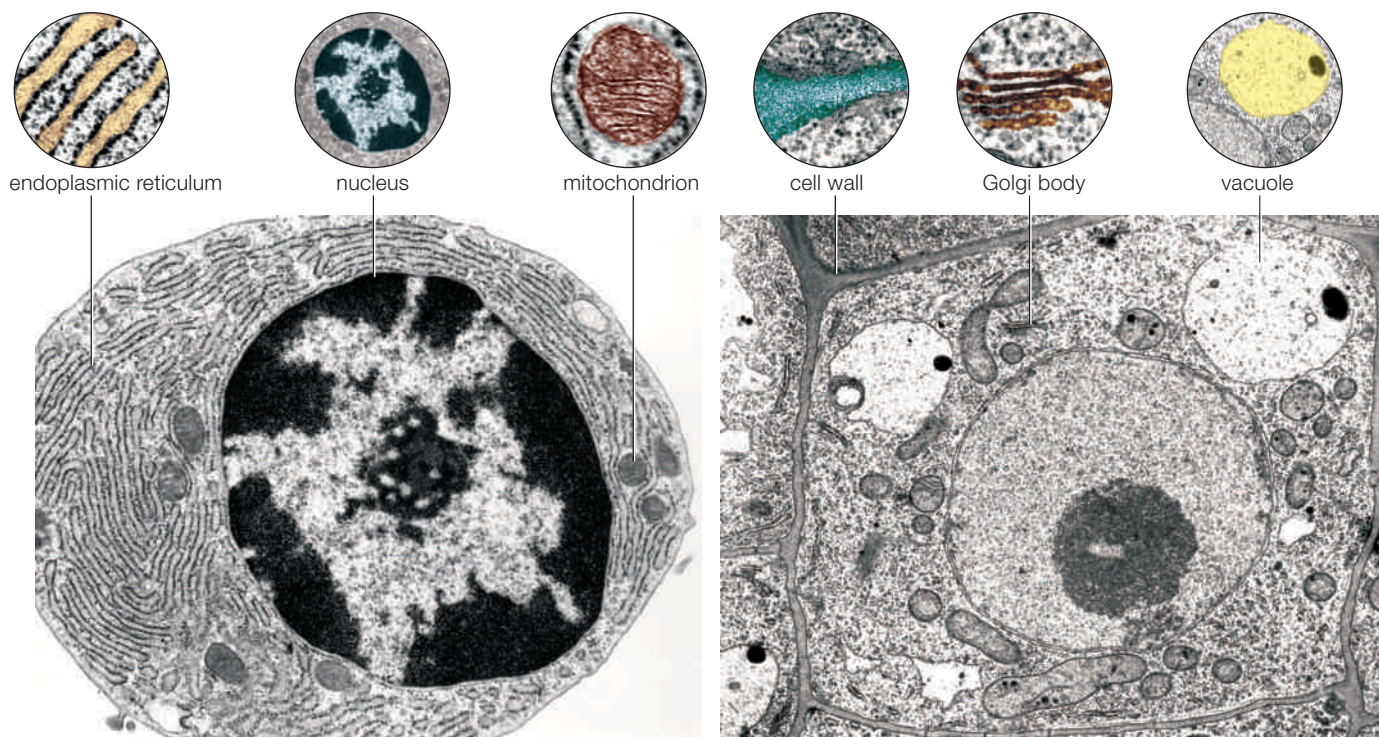 endoplasmic reticulum
nucleus
mitochondrion
cell wall
Golgi body
vacuole